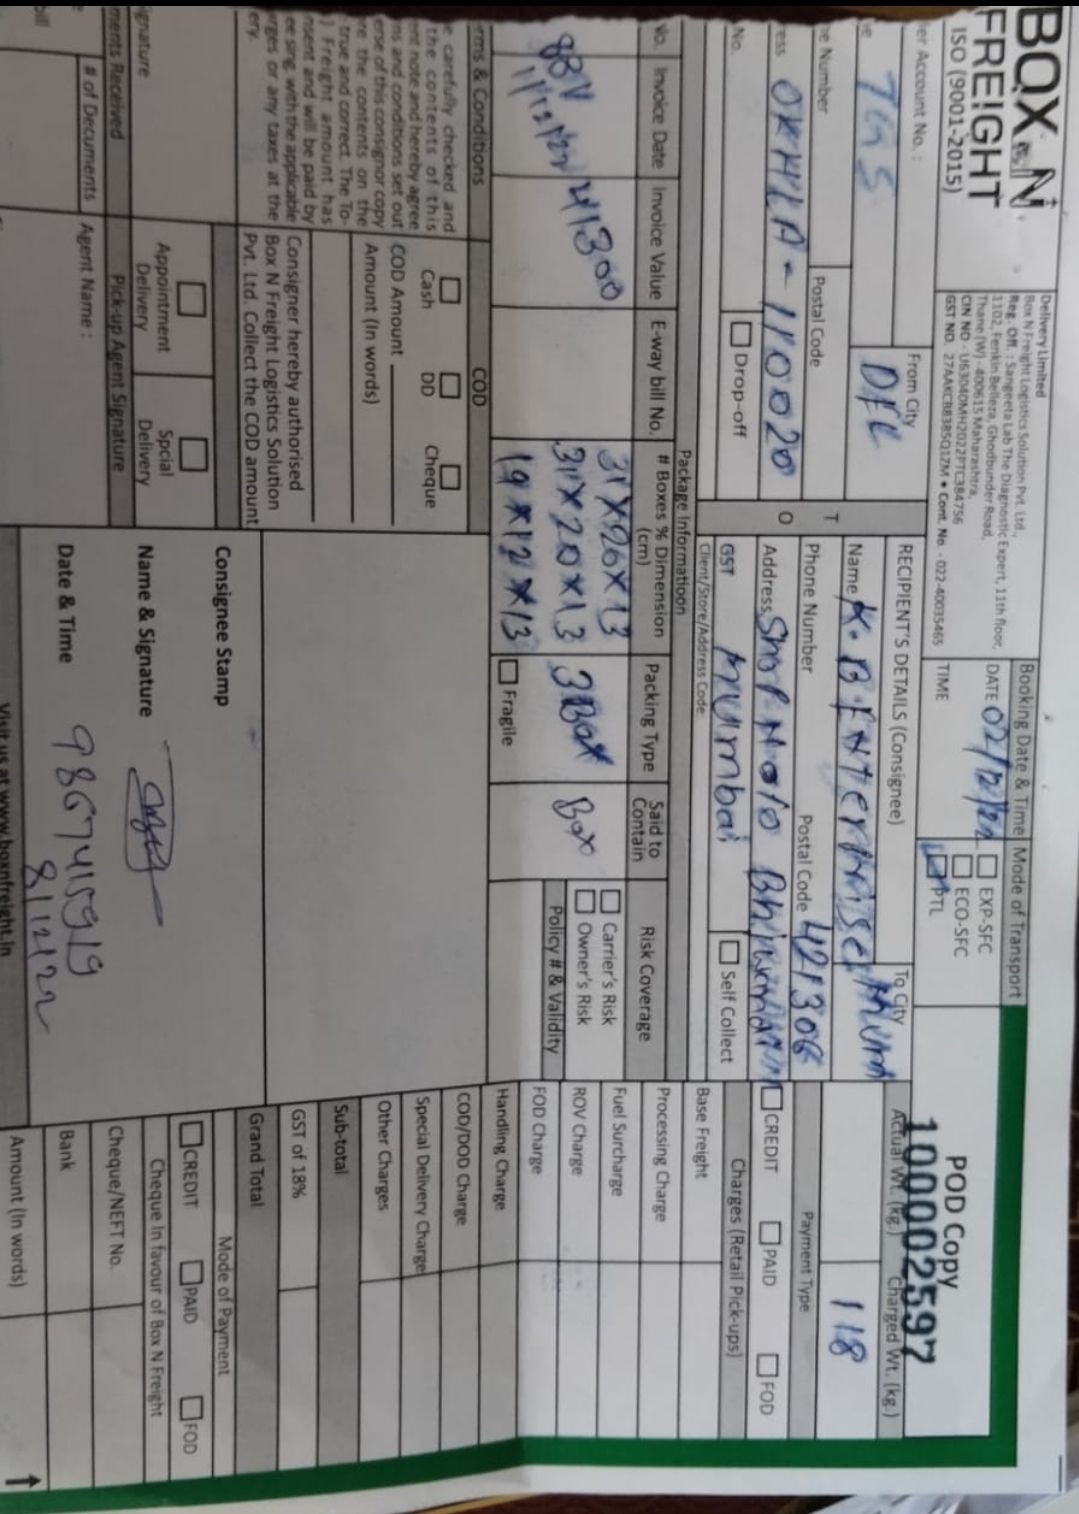 BOX N
FREIGHT
ISO (9001-2015)
Delivery Limited
Box N Freight Logistics Solution Pvt. Ltd.,
Reg. Off. : Sangeeta Lab The Diagnostic Expert, 11th floor,
1102, Fenkin Belleza, Ghodbunder Road,
Thane (W) - 400615 Maharashtra,
CIN NO - U63040MH2022PTC384756
GST NO. 27AAKCB8385Q1ZM • Cont. No. - 022-40035465
Booking Date & Time
DATE 02/12/22
TIME
Mode of Transport
EXP-SFC
ECO-SFC
PTL
POD Copy
100002597
er Account No. :
From City
DEL
TGS
e Number
Postal Code
ress OKHLA - 110020
No.
Drop-off
T
O
RECIPIENT'S DETAILS (Consignee)
To City
Mum
Name K.B. Enterprises
Phone Number
Postal Code 421306
Address Shop No 10
Mumbai
GST
Self Collect
Client/Store/Address Code
Actual Wt. (kg.)
Charged Wt. (kg.)
118
Payment Type
CREDIT
PAID
FOD
Charges (Retail Pick-ups)
Base Freight
Processing Charge
Fuel Surcharge
ROV Charge
FOD Charge
Handling Charge
COD/DOD Charge
Special Delivery Charge
Other Charges
Sub-total
GST of 18%
Grand Total
Package Informatioon
No.
Invoice Date
Invoice Value
E-way bill No.
# Boxes % Dimension (cm)
Packing Type
Said to Contain
Risk Coverage
41300
31X26X13
31X20X13
19X12X13
3 Box
Box
Carrier's Risk
Owner's Risk
Policy # & Validity
Fragile
rms & Conditions
e carefully checked and
the contents of this
ent note and hereby agree
ns and conditions set out
erse of this consignor copy
re the contents on the
true and correct. The To-
) Freight amount has
nsent and will be paid by
ee sing with the applicable
arges or any taxes at the
ery.
COD
Cash
DD
Cheque
COD Amount
Amount (In words)
Consigner hereby authorised
Box N Freight Logistics Solution
Pvt. Ltd. Collect the COD amount
Appointment Delivery
Spcial Delivery
ignature
ments Received
Pick-up Agent Signature
# of Documents
Agent Name :
bill
Consignee Stamp
Name & Signature
Date & Time
9867415919
8/12/22
Mode of Payment
CREDIT
PAID
FOD
Cheque In favour of Box N Freight
Cheque/NEFT No.
Bank
Amount (In words)
Visit us at www.boxnfreight.in